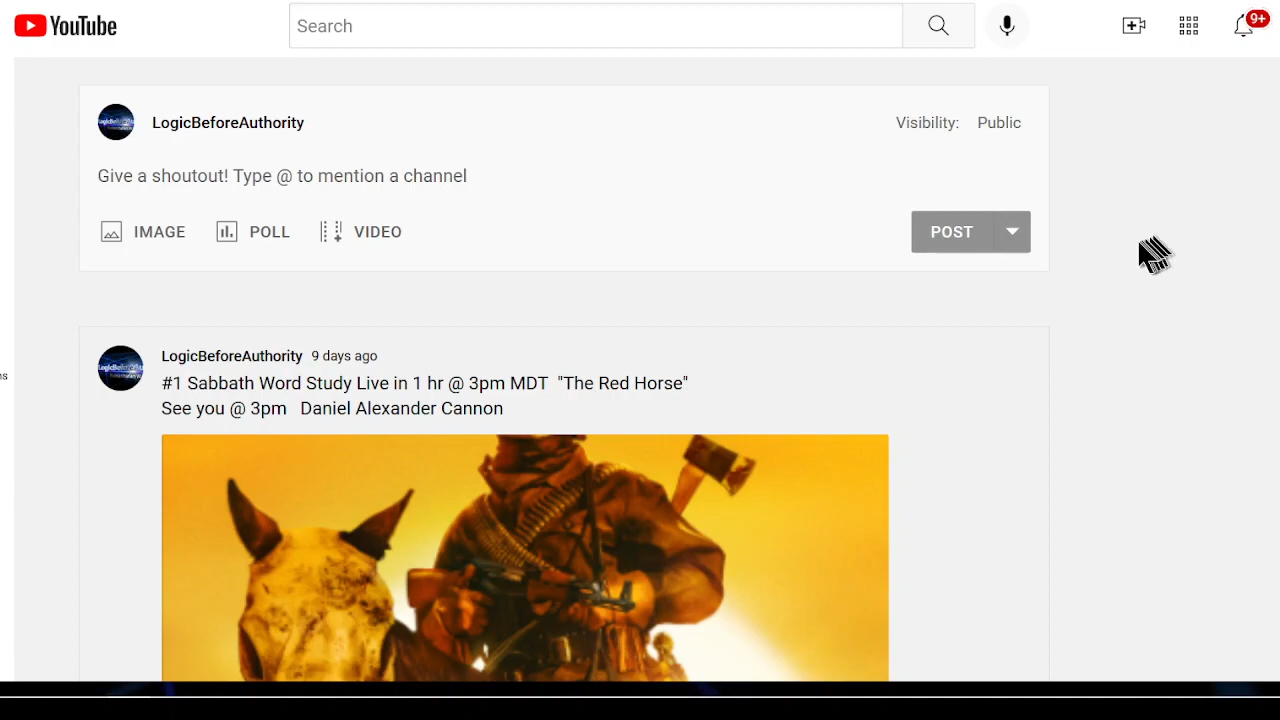 YouTube
Search
9+
LogicBeforeAuthority
Visibility: Public
Give a shoutout! Type @ to mention a channel
IMAGE POLL VIDEO
POST
LogicBeforeAuthority 9 days ago
#1 Sabbath Word Study Live in 1 hr @ 3pm MDT "The Red Horse"
See you @ 3pm Daniel Alexander Cannon